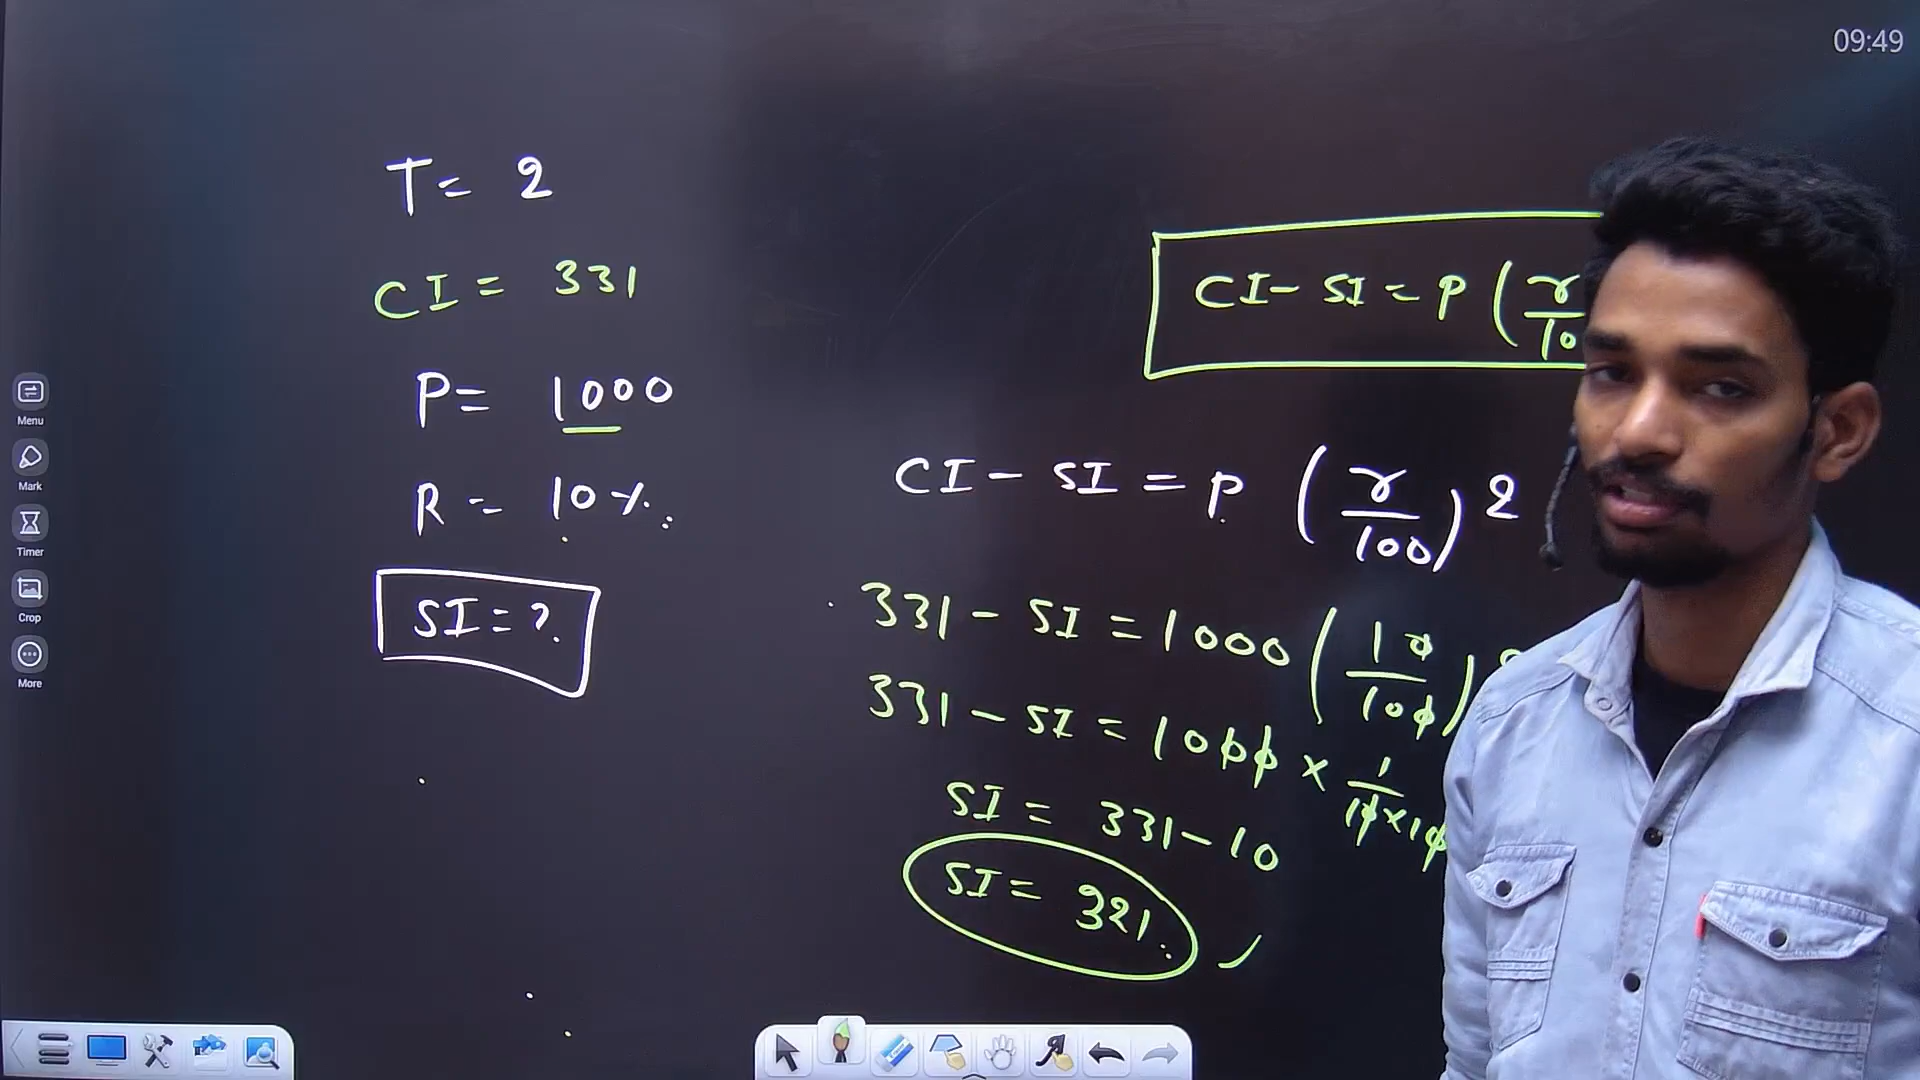 09:49
T = 2
CI = 331
P = 1000
R = 10%
SI = ?
CI - SI = P (r/10
CI - SI = P (r/100)2
331 - SI = 1000 (10/100)
331 - SI = 1000 × 1/10×10
SI = 331 - 10
SI = 321
Menu
Mark
Timer
Crop
More